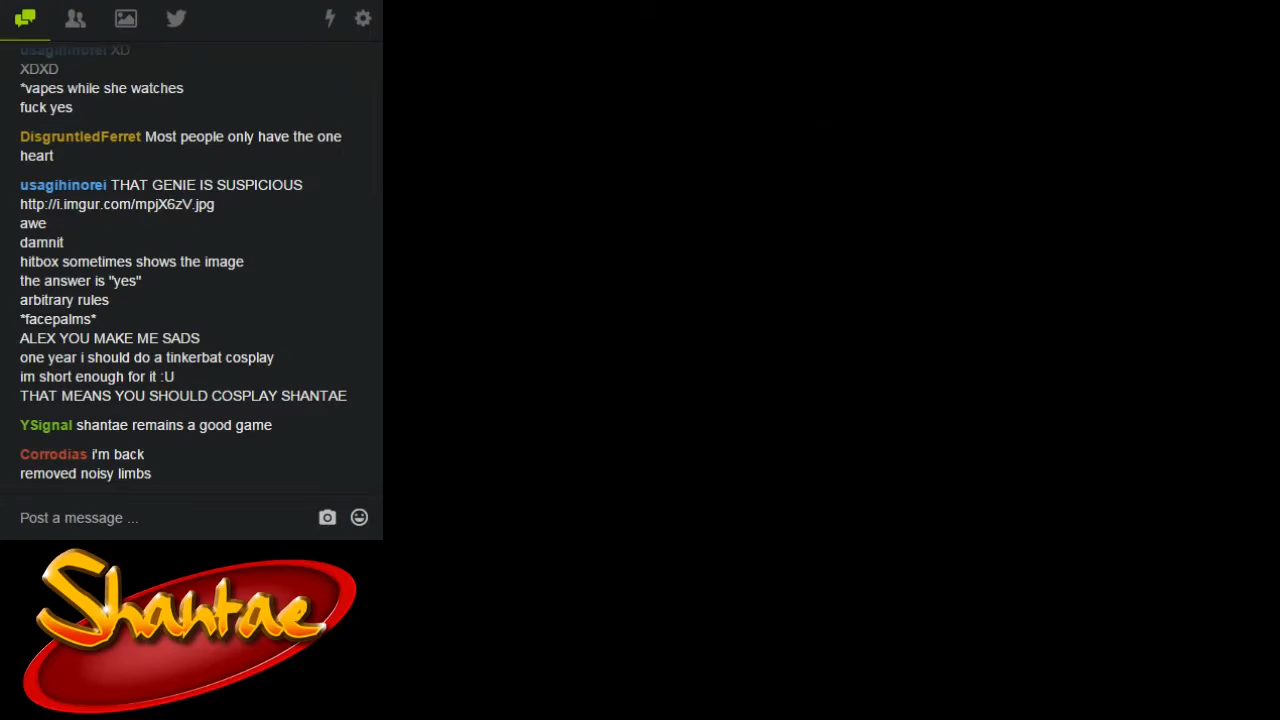 usagihinorei XD
XDXD
*vapes while she watches
fuck yes
DisgruntledFerret Most people only have the one
heart
usagihinorei THAT GENIE IS SUSPICIOUS
http://i.imgur.com/mpjX6zV.jpg
awe
damnit
hitbox sometimes shows the image
the answer is "yes"
arbitrary rules
*facepalms*
ALEX YOU MAKE ME SADS
one year i should do a tinkerbat cosplay
im short enough for it :U
THAT MEANS YOU SHOULD COSPLAY SHANTAE
YSignal shantae remains a good game
Corrodias i'm back
removed noisy limbs
Post a message ...
Shantae